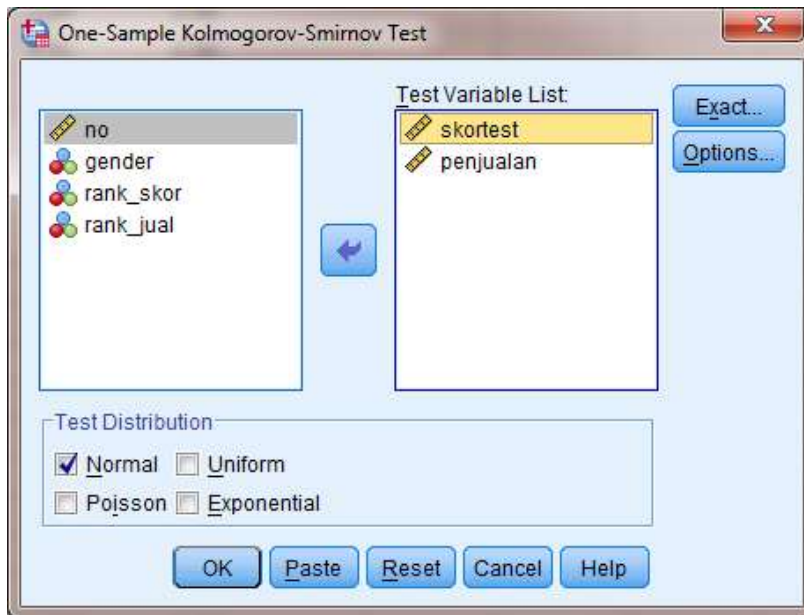 One-Sample Kolmogorov-Smirnov Test
no
gender
rank_skor
rank_jual
Test Variable List:
skortest
penjualan
Exact...
Options...
Test Distribution
Normal Uniform
Poisson Exponential
OK Paste Reset Cancel Help